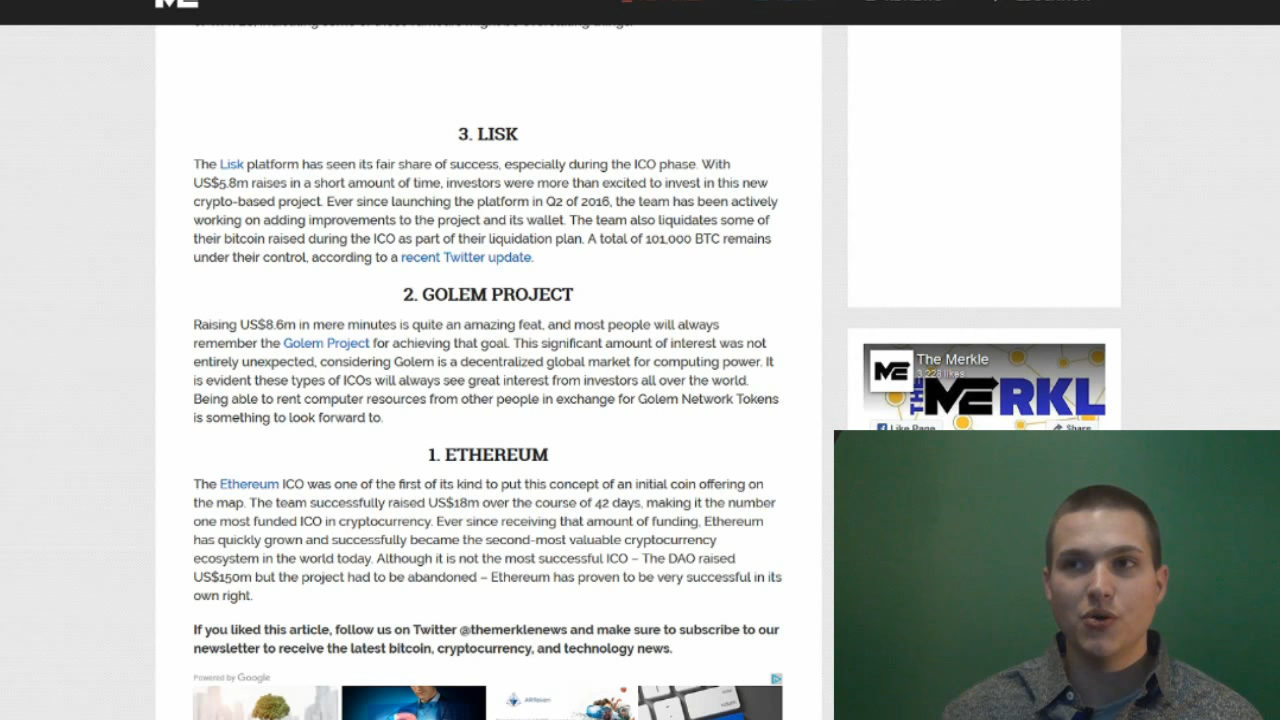 ME
3. LISK
The Lisk platform has seen its fair share of success, especially during the ICO phase. With
US$5.8m raises in a short amount of time, investors were more than excited to invest in this new
crypto-based project. Ever since launching the platform in Q2 of 2016, the team has been actively
working on adding improvements to the project and its wallet. The team also liquidates some of
their bitcoin raised during the ICO as part of their liquidation plan. A total of 101,000 BTC remains
under their control, according to a recent Twitter update.
2. GOLEM PROJECT
Raising US$8.6m in mere minutes is quite an amazing feat, and most people will always
remember the Golem Project for achieving that goal. This significant amount of interest was not
entirely unexpected, considering Golem is a decentralized global market for computing power. It
is evident these types of ICOs will always see great interest from investors all over the world.
Being able to rent computer resources from other people in exchange for Golem Network Tokens
is something to look forward to.
The Merkle
3,228 likes
ME
THE MERKL
Like Page
Share
1. ETHEREUM
The Ethereum ICO was one of the first of its kind to put this concept of an initial coin offering on
the map. The team successfully raised US$18m over the course of 42 days, making it the number
one most funded ICO in cryptocurrency. Ever since receiving that amount of funding, Ethereum
has quickly grown and successfully became the second-most valuable cryptocurrency
ecosystem in the world today. Although it is not the most successful ICO – The DAO raised
US$150m but the project had to be abandoned – Ethereum has proven to be very successful in its
own right.
If you liked this article, follow us on Twitter @themerklenews and make sure to subscribe to our
newsletter to receive the latest bitcoin, cryptocurrency, and technology news.
Powered by Google